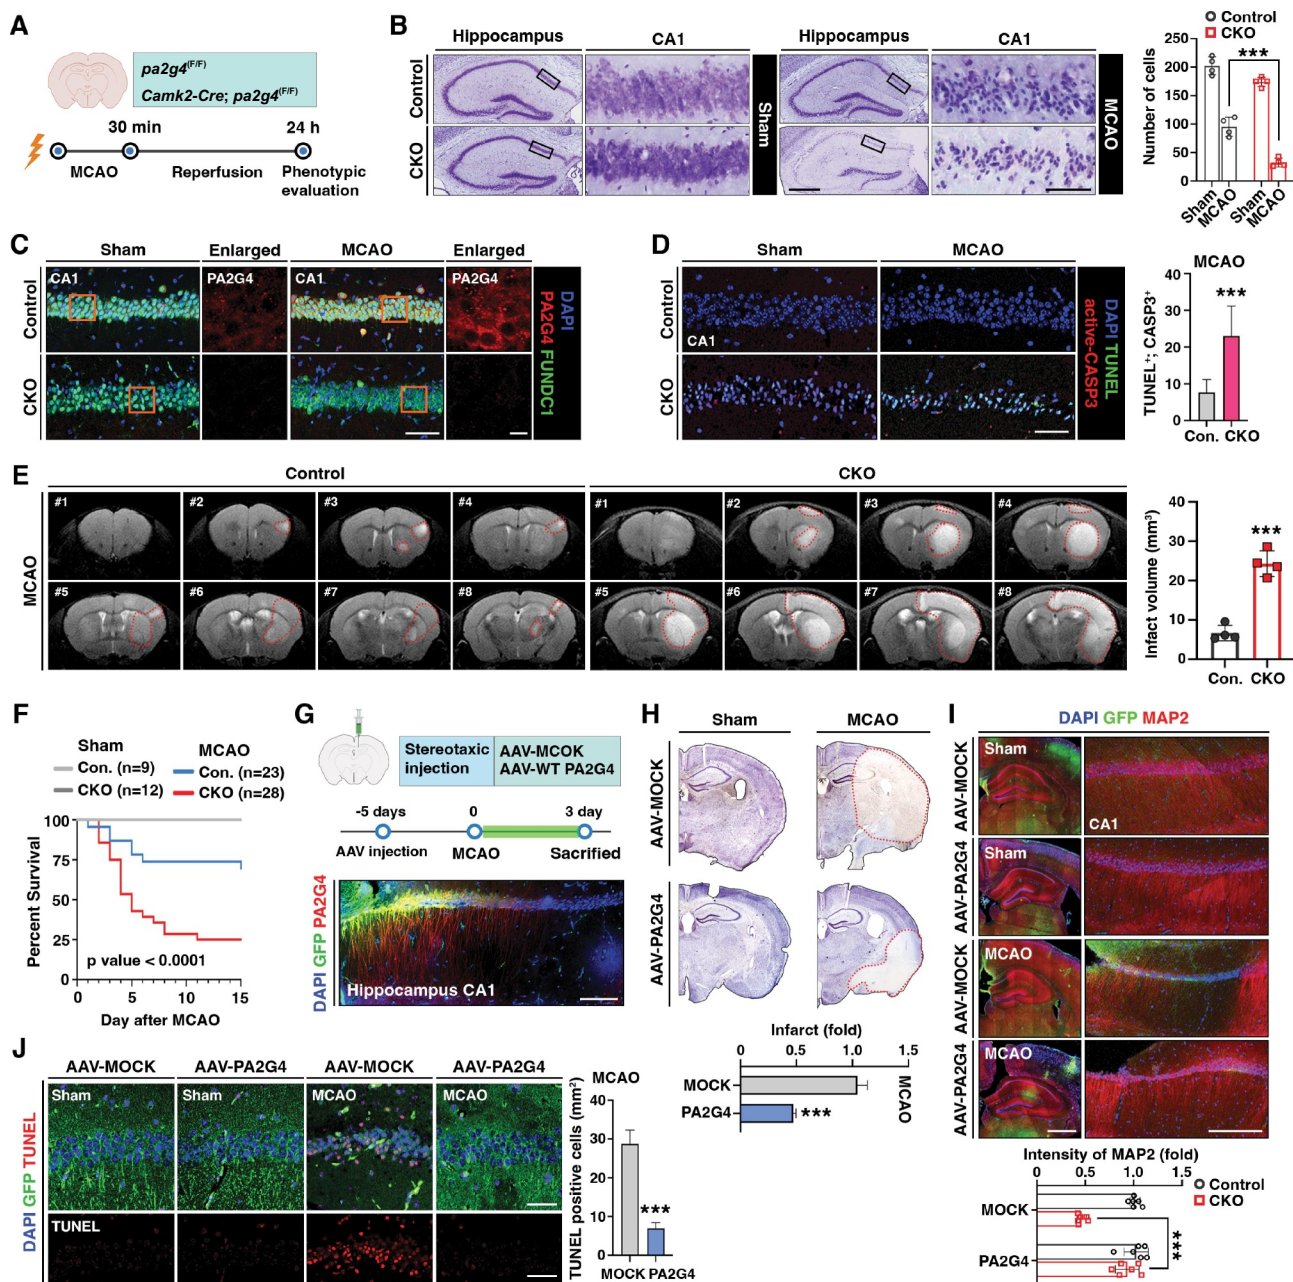 A
pa2g4(F/F)
Camk2-Cre; pa2g4(F/F)
30 min
24 h
MCAO
Reperfusion
Phenotypic
evaluation
B
Hippocampus
CA1
Hippocampus
CA1
Control
CKO
Sham
MCAO
Control
CKO
Number of cells
250
200
150
100
50
0
***
Sham
MCAO
Sham
MCAO
C
Sham
Enlarged
MCAO
Enlarged
Control
CKO
CA1
PA2G4
CA1
PA2G4
PA2G4 FUNDC1
DAPI
D
Sham
MCAO
Control
CKO
CA1
active-CASP3
DAPI TUNEL
MCAO
TUNEL+; CASP3+
40
30
20
10
0
***
Con. CKO
E
Control
CKO
MCAO
#1
#2
#3
#4
#1
#2
#3
#4
#5
#6
#7
#8
#5
#6
#7
#8
Infact volume (mm3)
40
30
20
10
0
***
Con. CKO
F
Sham
MCAO
Con. (n=9)
Con. (n=23)
CKO (n=12)
CKO (n=28)
Percent Survival
100
75
50
25
0
p value < 0.0001
0
5
10
15
Day after MCAO
G
Stereotaxic
injection
AAV-MCOK
AAV-WT PA2G4
-5 days
0
3 day
AAV injection
MCAO
Sacrified
DAPI GFP PA2G4
Hippocampus CA1
H
Sham
MCAO
AAV-MOCK
AAV-PA2G4
Infarct (fold)
0
0.5
1.0
1.5
MOCK
PA2G4
***
MCAO
I
DAPI GFP MAP2
AAV-MOCK
Sham
CA1
AAV-PA2G4
Sham
AAV-MOCK
MCAO
AAV-PA2G4
MCAO
Intensity of MAP2 (fold)
0
0.5
1.0
1.5
Control
CKO
MOCK
PA2G4
***
J
AAV-MOCK
AAV-PA2G4
AAV-MOCK
AAV-PA2G4
DAPI GFP TUNEL
Sham
Sham
MCAO
MCAO
TUNEL
MCAO
TUNEL positive cells (mm2)
40
30
20
10
0
***
MOCK PA2G4